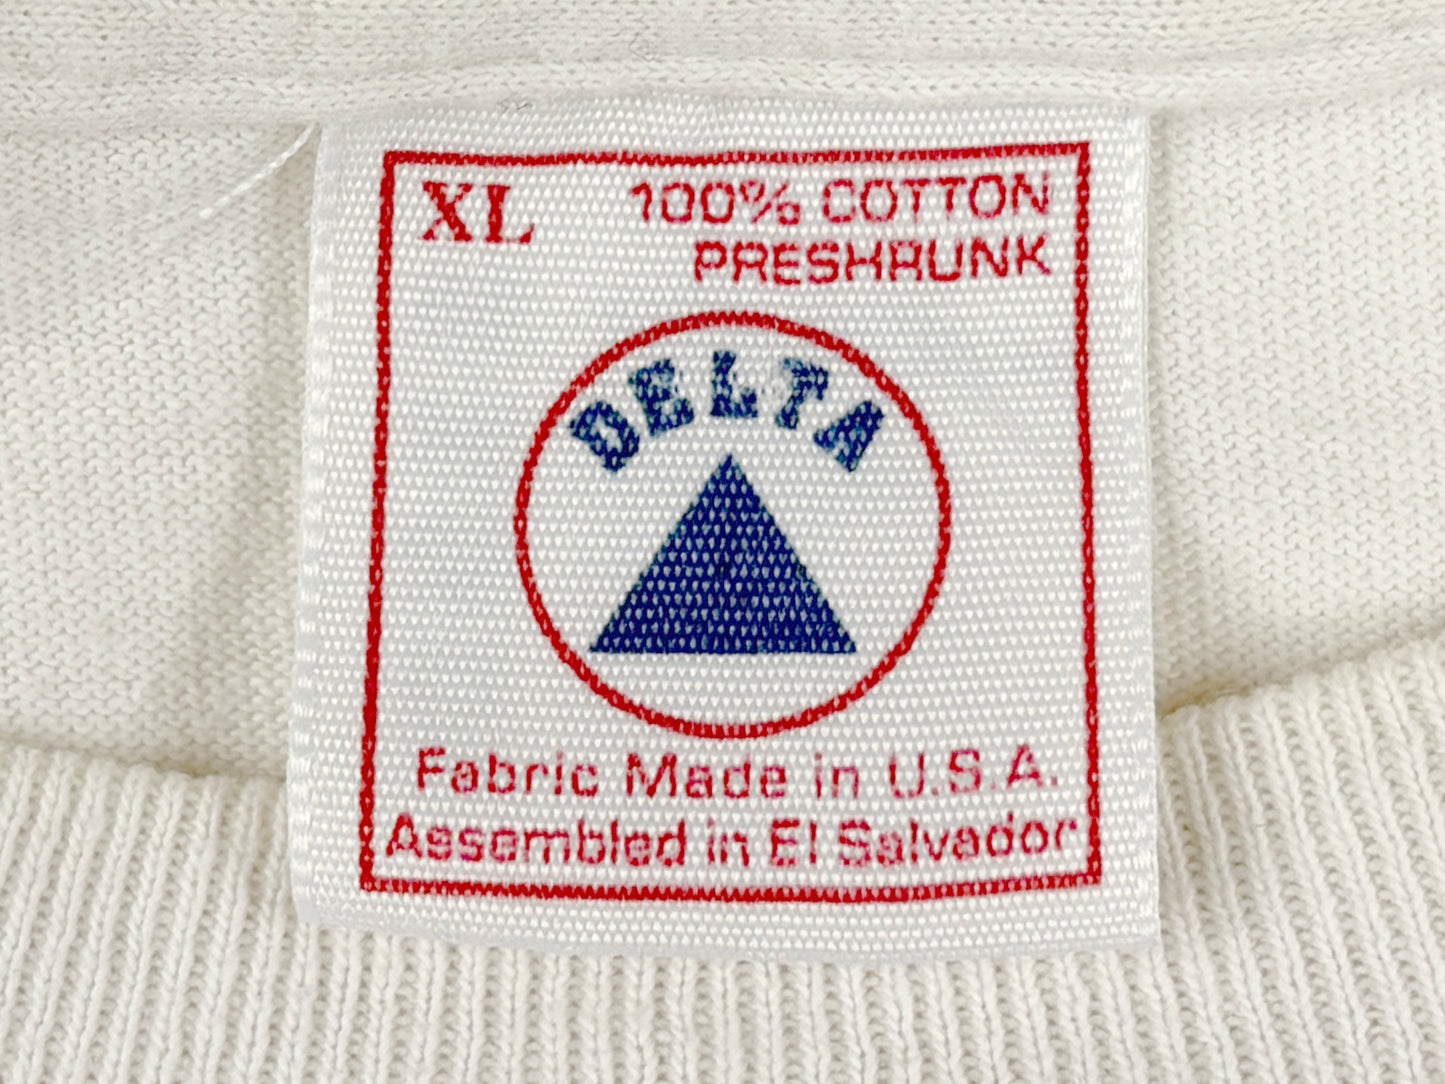 XL 100% COTTON
PRESHRUNK
DELTA
Fabric Made in U.S.A.
Assembled in El Salvador